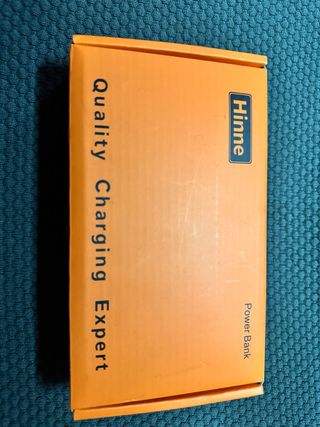 Hinne
Power Bank
Quality Charging Expert